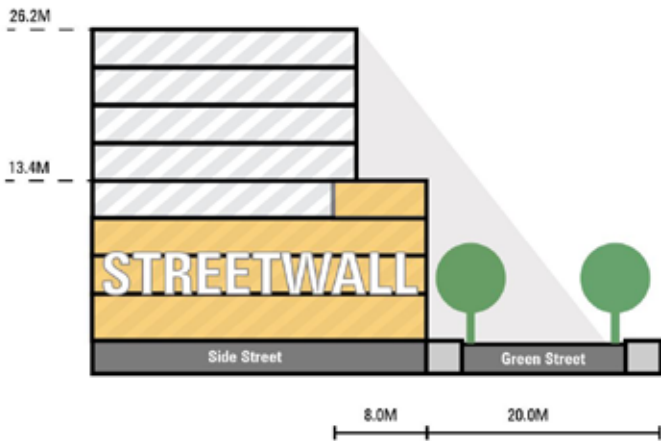 26.2M
13.4M
STREETWALL
Side Street
Green Street
8.0M
20.0M